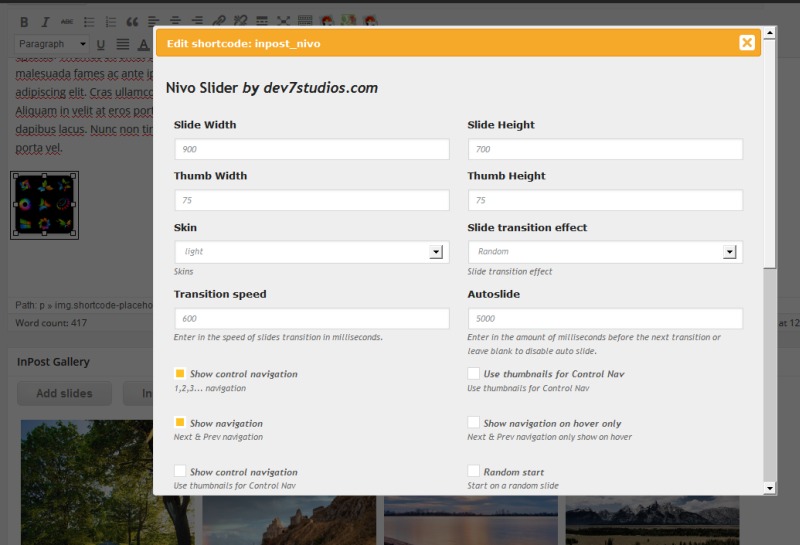 B I ABC
Paragraph U A
Edit shortcode: inpost_nivo
malesuada fames ac ante
adipiscing elit. Cras
Aliquam in velit at eros
dapibus lacus. Nunc non
porta vel.
Nivo Slider by dev7studios.com
Slide Width
Slide Height
900
700
Thumb Width
Thumb Height
75
75
Skin
Slide transition effect
light
Random
Skins
Slide transition effect
Transition speed
Autoslide
600
5000
Enter in the speed of slides transition in milliseconds.
Enter in the amount of milliseconds before the next transition or
leave blank to disable auto slide.
Show control navigation
Use thumbnails for Control Nav
1,2,3... navigation
Use thumbnails for Control Nav
Show navigation
Show navigation on hover only
Next & Prev navigation
Next & Prev navigation only show on hover
Show control navigation
Random start
Use thumbnails for Control Nav
Start on a random slide
Path: p » img.shortcode-placeho
Word count: 417
at 12
InPost Gallery
Add slides
In